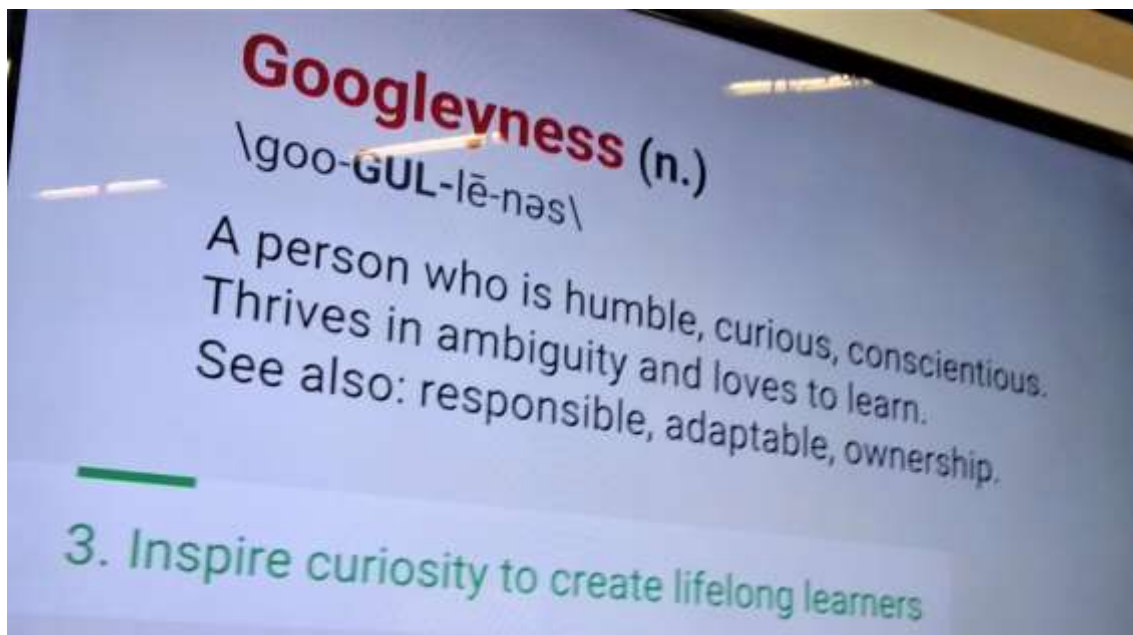 Googleyness (n.)
\goo-GUL-lē-nəs\
A person who is humble, curious, conscientious.
Thrives in ambiguity and loves to learn.
See also: responsible, adaptable, ownership.
3. Inspire curiosity to create lifelong learners